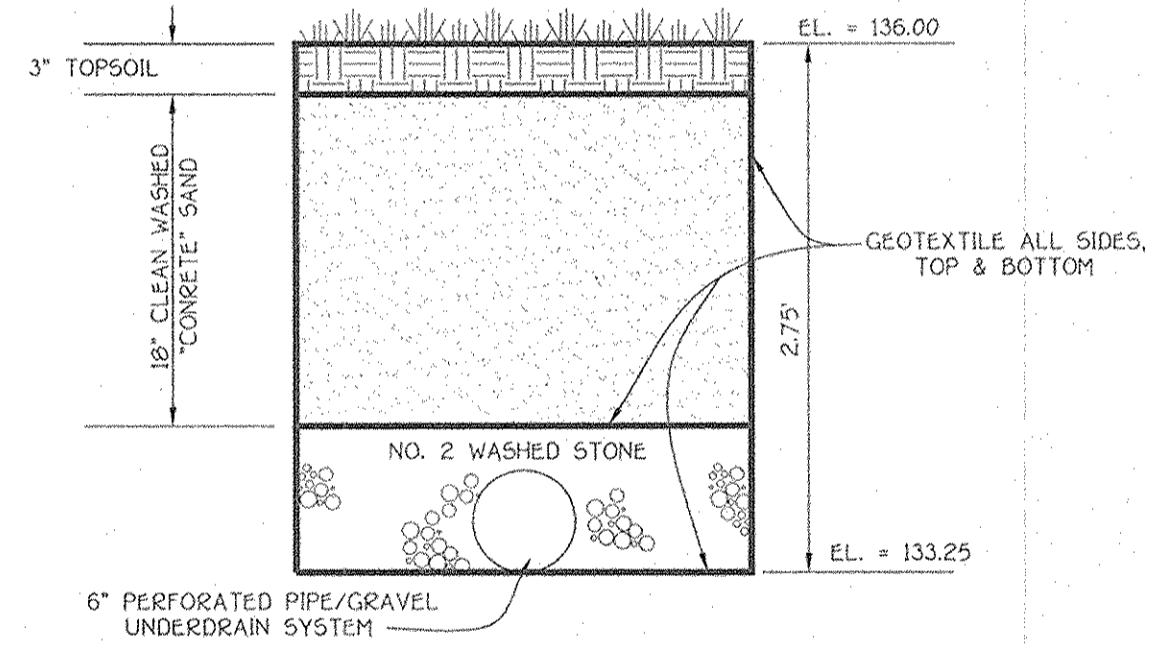 EL. = 136.00
3" TOPSOIL
18" CLEAN WASHED
"CONRETE" SAND
GEOTEXTILE ALL SIDES,
TOP & BOTTOM
2.75'
NO. 2 WASHED STONE
EL. = 133.25
6" PERFORATED PIPE/GRAVEL
UNDERDRAIN SYSTEM